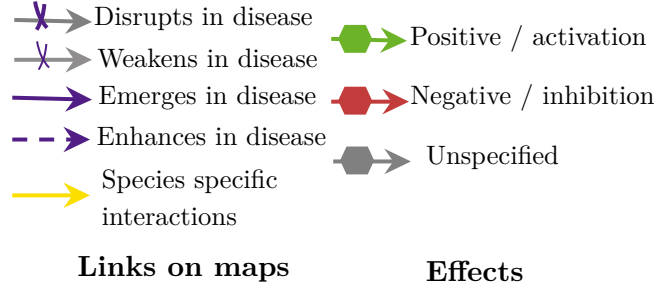 Disrupts in disease
Weakens in disease
Emerges in disease
Enhances in disease
Species specific
interactions
Links on maps
Positive / activation
Negative / inhibition
Unspecified
Effects